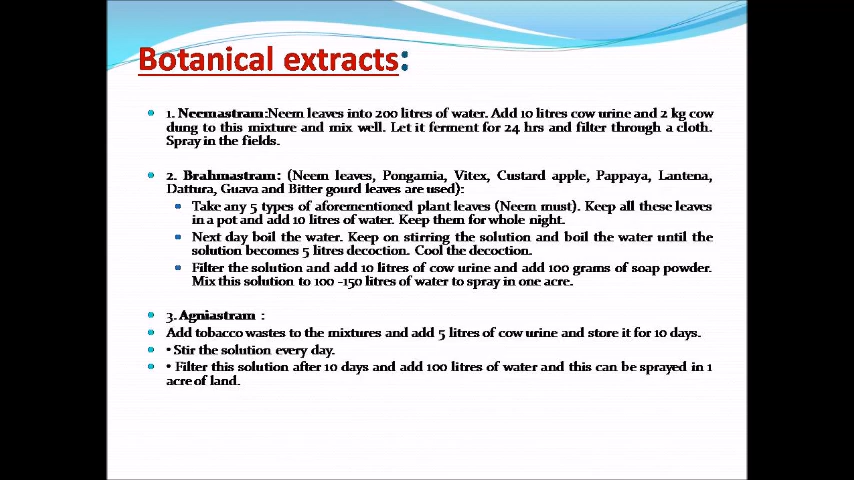 Botanical extracts:
1. Neemastram:Neem leaves into 200 litres of water. Add 10 litres cow urine and 2 kg cow
dung to this mixture and mix well. Let it ferment for 24 hrs and filter through a cloth.
Spray in the fields.
2. Brahmastram: (Neem leaves, Pongamia, Vitex, Custard apple, Pappaya, Lantena,
Dattura, Guava and Bitter gourd leaves are used):
Take any 5 types of aforementioned plant leaves (Neem must). Keep all these leaves
in a pot and add 10 litres of water. Keep them for whole night.
Next day boil the water. Keep on stirring the solution and boil the water until the
solution becomes 5 litres decoction. Cool the decoction.
Filter the solution and add 10 litres of cow urine and add 100 grams of soap powder.
Mix this solution to 100 -150 litres of water to spray in one acre.
3. Agniastram :
Add tobacco wastes to the mixtures and add 5 litres of cow urine and store it for 10 days.
• Stir the solution every day.
• Filter this solution after 10 days and add 100 litres of water and this can be sprayed in 1
acre of land.